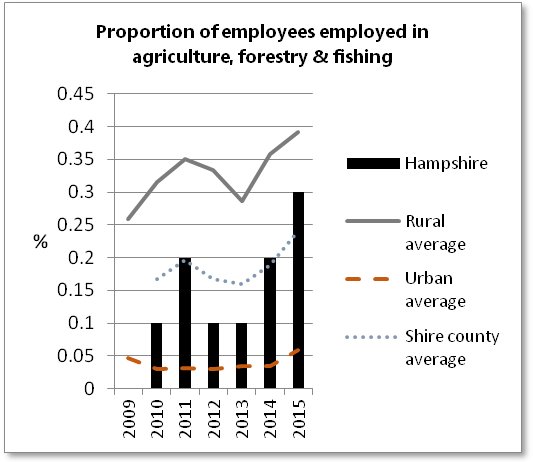 Proportion of employees employed in
agriculture, forestry & fishing
0.45
0.4
0.35
0.3
0.25
0.2
0.15
0.1
0.05
0
%
2009
2010
2011
2012
2013
2014
2015
Hampshire
Rural
average
Urban
average
Shire county
average